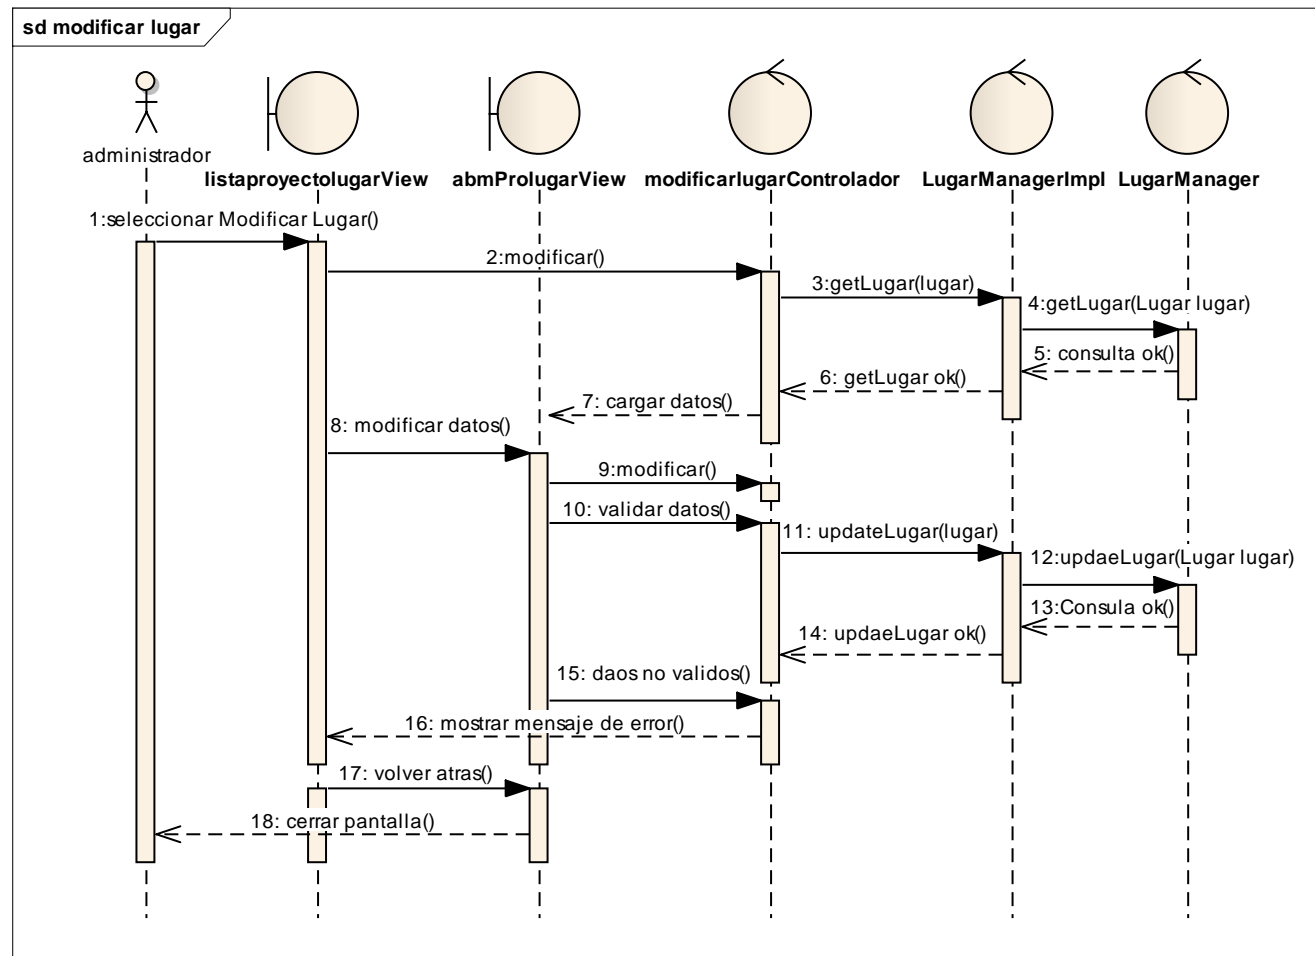 sd modificar lugar
administrador
listaproyectolugarView
abmProlugarView
modificarlugarControlador
LugarManagerImpl
LugarManager
1:seleccionar Modificar Lugar()
2:modificar()
3:getLugar(lugar)
4:getLugar(Lugar lugar)
5: consulta ok()
6: getLugar ok()
7: cargar datos()
8: modificar datos()
9:modificar()
10: validar datos()
11: updateLugar(lugar)
12:updaeLugar(Lugar lugar)
13:Consula ok()
14: updaeLugar ok()
15: daos no validos()
16: mostrar mensaje de error()
17: volver atras()
18: cerrar pantalla()